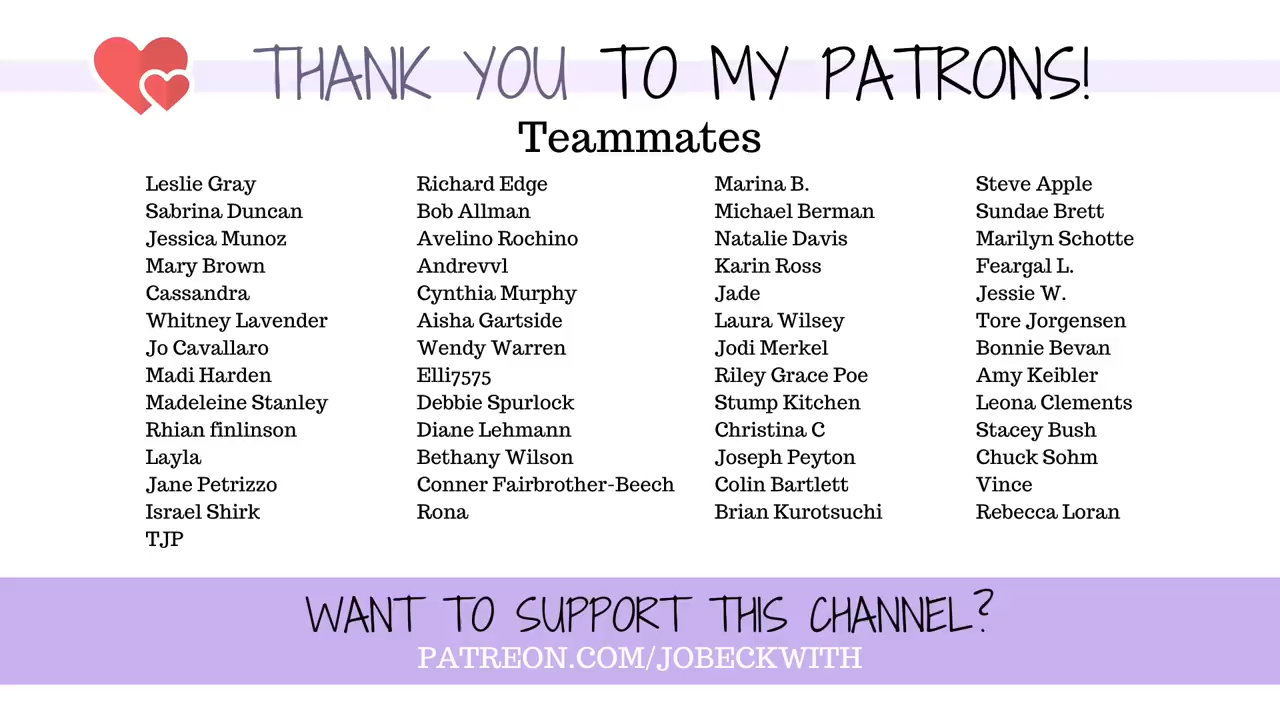 THANK YOU TO MY PATRONS!
Teammates
Leslie Gray
Sabrina Duncan
Jessica Munoz
Mary Brown
Cassandra
Whitney Lavender
Jo Cavallaro
Madi Harden
Madeleine Stanley
Rhian finlinson
Layla
Jane Petrizzo
Israel Shirk
TJP
Richard Edge
Bob Allman
Avelino Rochino
Andrevvl
Cynthia Murphy
Aisha Gartside
Wendy Warren
Elli7575
Debbie Spurlock
Diane Lehmann
Bethany Wilson
Conner Fairbrother-Beech
Rona
Marina B.
Michael Berman
Natalie Davis
Karin Ross
Jade
Laura Wilsey
Jodi Merkel
Riley Grace Poe
Stump Kitchen
Christina C
Joseph Peyton
Colin Bartlett
Brian Kurotsuchi
Steve Apple
Sundae Brett
Marilyn Schotte
Feargal L.
Jessie W.
Tore Jorgensen
Bonnie Bevan
Amy Keibler
Leona Clements
Stacey Bush
Chuck Sohm
Vince
Rebecca Loran
WANT TO SUPPORT THIS CHANNEL?
PATREON.COM/JOBECKWITH